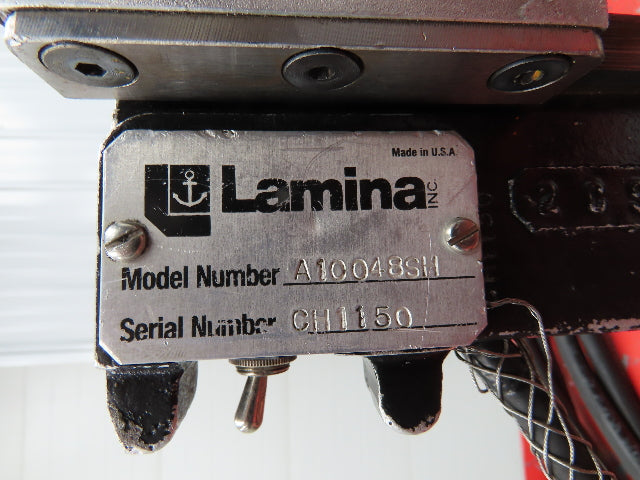 Made in U.S.A.
Lamina INC.
Model Number A10048SH
Serial Number CH1150